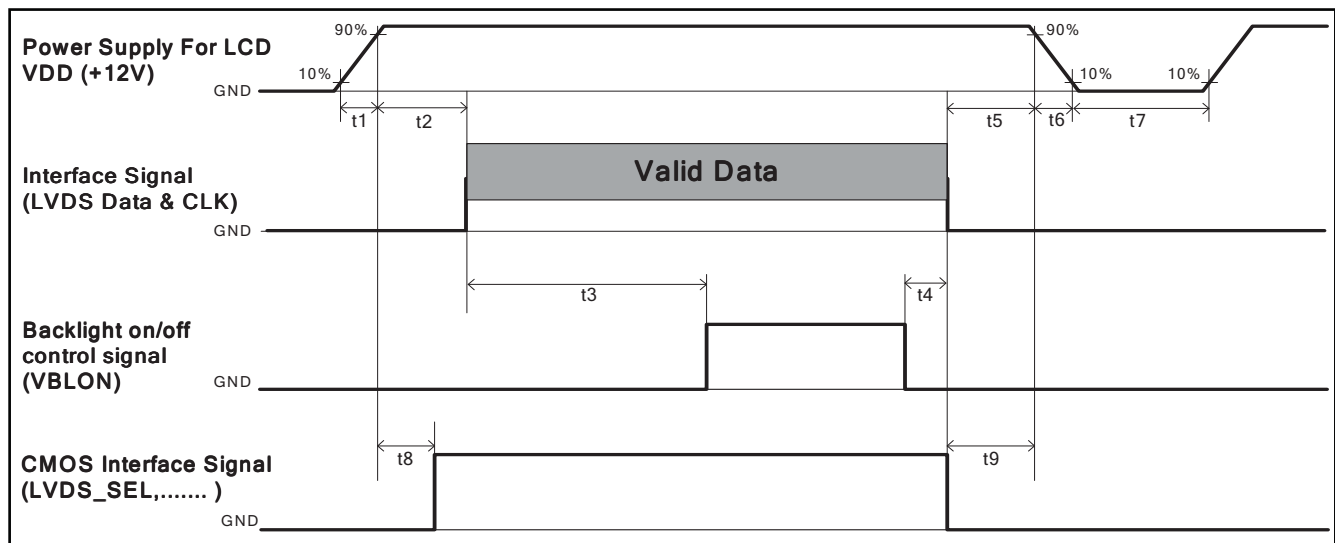 Power Supply For LCD
VDD (+12V)
90%
90%
10%
10%
10%
GND
t1
t2
t5
t6
t7
Valid Data
Interface Signal
(LVDS Data & CLK)
GND
t3
t4
Backlight on/off
control signal
(VBLON)
GND
t8
t9
CMOS Interface Signal
(LVDS_SEL,....... )
GND